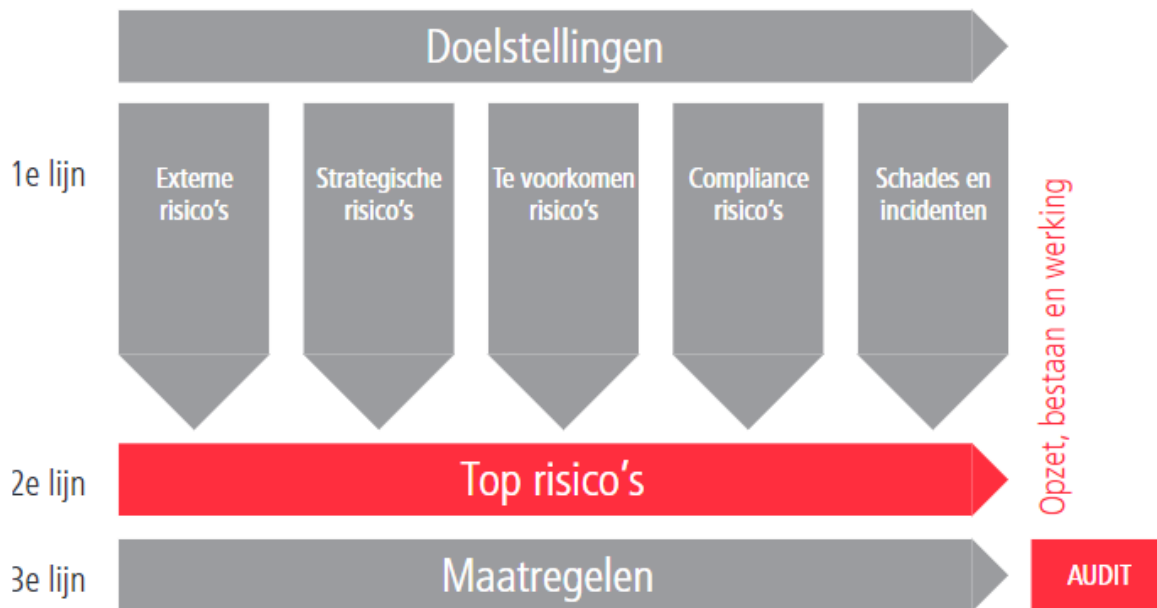 Doelstellingen
1e lijn
Externe
risico's
Strategische
risico's
Te voorkomen
risico's
Compliance
risico's
Schades en
incidenten
Opzet, bestaan en werking
2e lijn
Top risico's
3e lijn
Maatregelen
AUDIT